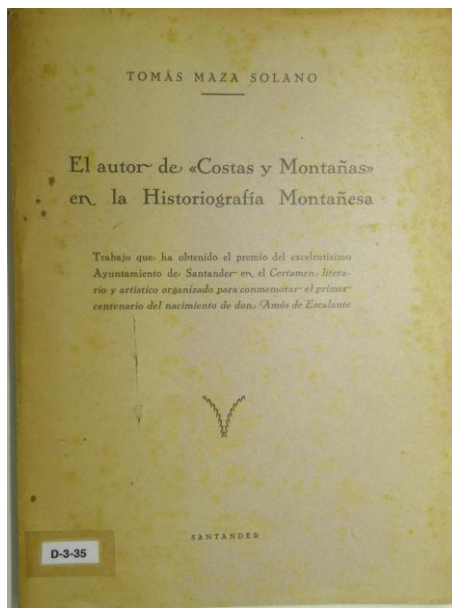 TOMÁS MAZA SOLANO
El autor de «Costas y Montañas»
en la Historiografía Montañesa
Trabajo que ha obtenido el premio del excelentísimo
Ayuntamiento de Santander en el Certamen litera-
rio y artístico organizado para conmemorar el primer
centenario del nacimiento de don Amós de Escalante
SANTANDER
D-3-35